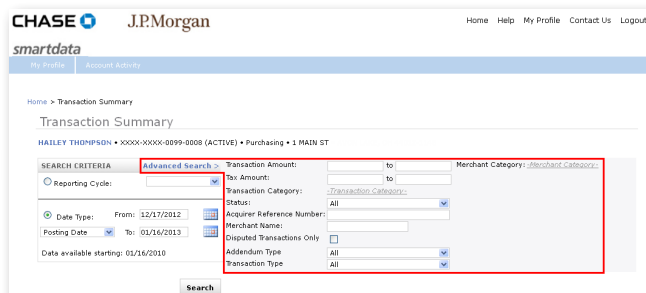 CHASE J.P.Morgan Home Help My Profile Contact Us Logout
smartdata
My Profile Account Activity
Home > Transaction Summary
Transaction Summary
HAILEY THOMPSON • XXXX-XXXX-0099-0008 (ACTIVE) • Purchasing • 1 MAIN ST
SEARCH CRITERIA Advanced Search > Transaction Amount: to Merchant Category: -Merchant Category-
Reporting Cycle: Tax Amount: to
Transaction Category: -Transaction Category-
Status: All
Date Type: From: 12/17/2012 Acquirer Reference Number:
Posting Date To: 01/16/2013 Merchant Name:
Disputed Transactions Only
Data available starting: 01/16/2010 Addendum Type All
Transaction Type All
Search